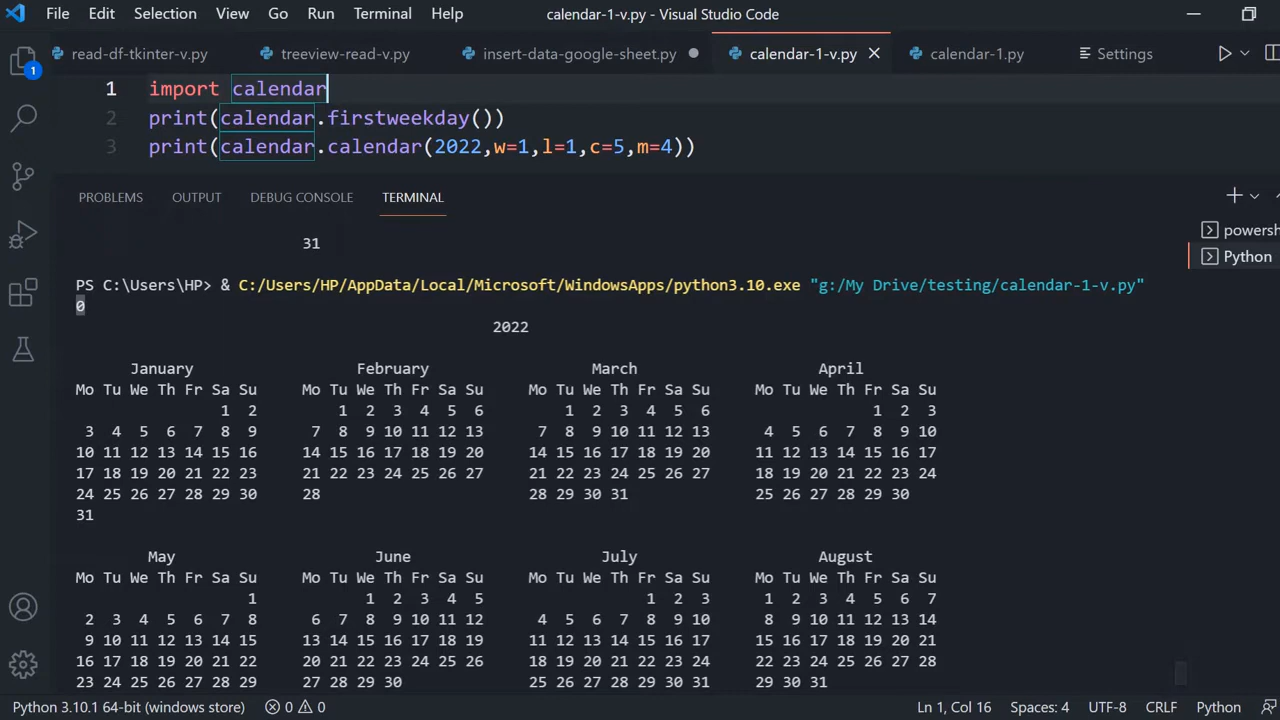 File Edit Selection View Go Run Terminal Help calendar-1-v.py - Visual Studio Code
read-df-tkinter-v.py treeview-read-v.py insert-data-google-sheet.py calendar-1-v.py calendar-1.py Settings
1
1 import calendar
2 print(calendar.firstweekday())
3 print(calendar.calendar(2022,w=1,l=1,c=5,m=4))
PROBLEMS OUTPUT DEBUG CONSOLE TERMINAL
powersh
Python
31
PS C:\Users\HP> & C:/Users/HP/AppData/Local/Microsoft/WindowsApps/python3.10.exe "g:/My Drive/testing/calendar-1-v.py"
0
2022
January February March April
Mo Tu We Th Fr Sa Su Mo Tu We Th Fr Sa Su Mo Tu We Th Fr Sa Su Mo Tu We Th Fr Sa Su
1 2 1 2 3 4 5 6 1 2 3 4 5 6 1 2 3
3 4 5 6 7 8 9 7 8 9 10 11 12 13 7 8 9 10 11 12 13 4 5 6 7 8 9 10
10 11 12 13 14 15 16 14 15 16 17 18 19 20 14 15 16 17 18 19 20 11 12 13 14 15 16 17
17 18 19 20 21 22 23 21 22 23 24 25 26 27 21 22 23 24 25 26 27 18 19 20 21 22 23 24
24 25 26 27 28 29 30 28 28 29 30 31 25 26 27 28 29 30
31
May June July August
Mo Tu We Th Fr Sa Su Mo Tu We Th Fr Sa Su Mo Tu We Th Fr Sa Su Mo Tu We Th Fr Sa Su
1 1 2 3 4 5 1 2 3 1 2 3 4 5 6 7
2 3 4 5 6 7 8 6 7 8 9 10 11 12 4 5 6 7 8 9 10 8 9 10 11 12 13 14
9 10 11 12 13 14 15 13 14 15 16 17 18 19 11 12 13 14 15 16 17 15 16 17 18 19 20 21
16 17 18 19 20 21 22 20 21 22 23 24 25 26 18 19 20 21 22 23 24 22 23 24 25 26 27 28
23 24 25 26 27 28 29 27 28 29 30 25 26 27 28 29 30 31 29 30 31
Python 3.10.1 64-bit (windows store) 0 0 Ln 1, Col 16 Spaces: 4 UTF-8 CRLF Python